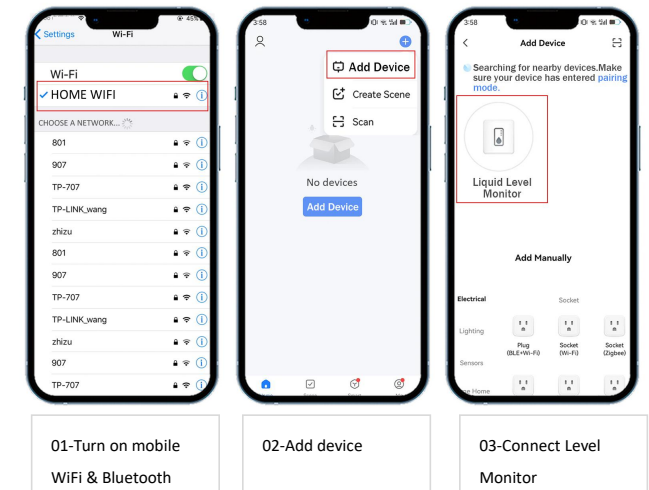 45%
Settings
Wi-Fi
Wi-Fi
HOME WIFI
CHOOSE A NETWORK...
801
907
TP-707
TP-LINK_wang
zhizu
801
907
TP-707
TP-LINK_wang
zhizu
907
TP-707
01-Turn on mobile
WiFi & Bluetooth
3:58
Add Device
Create Scene
Scan
No devices
Add Device
02-Add device
3:58
Add Device
Searching for nearby devices.Make
sure your device has entered pairing
mode.
Liquid Level
Monitor
Add Manually
Electrical
Socket
Lighting
Plug
(BLE+Wi-Fi)
Socket
(Wi-Fi)
Socket
(Zigbee)
Sensors
Home
03-Connect Level
Monitor